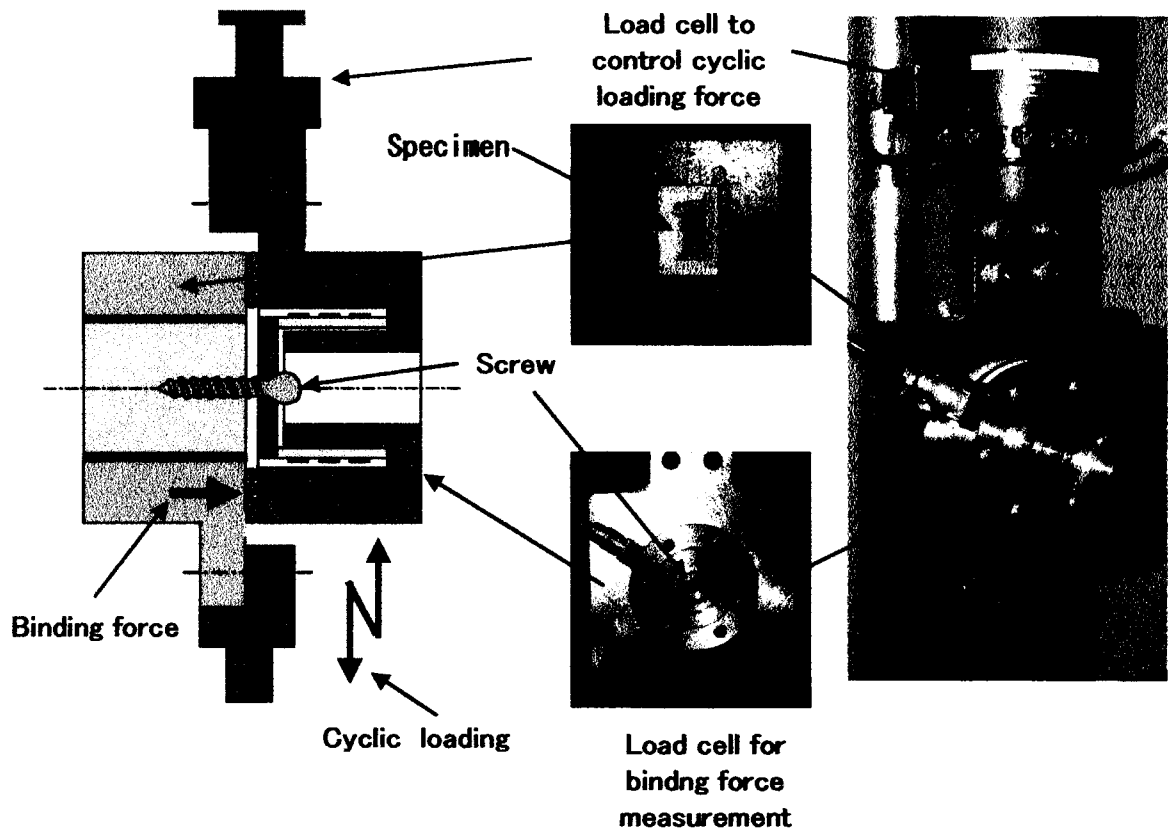 Load cell to
control cyclic
loading force
Specimen
Screw
Binding force
Cyclic loading
Load cell for
bindng force
measurement